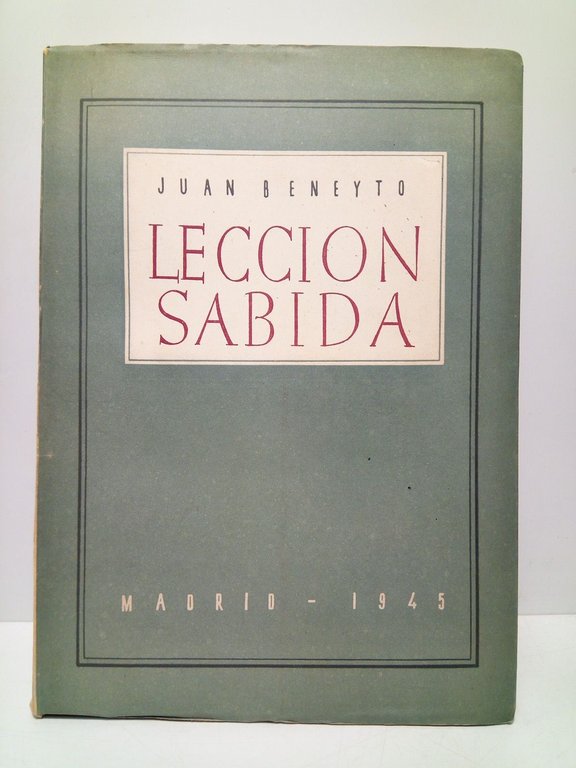 JUAN BENEYTO
LECCION
SABIDA
MADRID - 1945